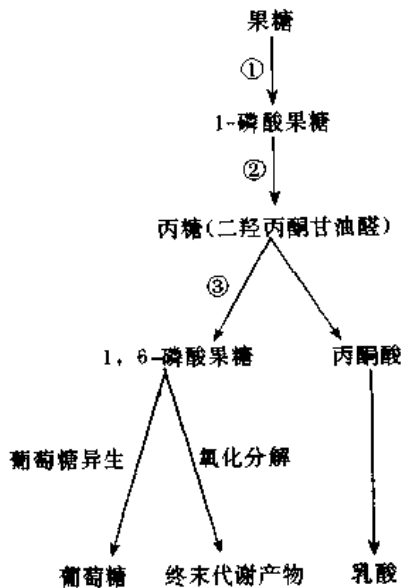 果糖
①
1-磷酸果糖
②
丙糖(二羟丙酮甘油醛)
③
1，6-磷酸果糖 丙酮酸
葡萄糖异生 氧化分解
葡萄糖 终末代谢产物 乳酸